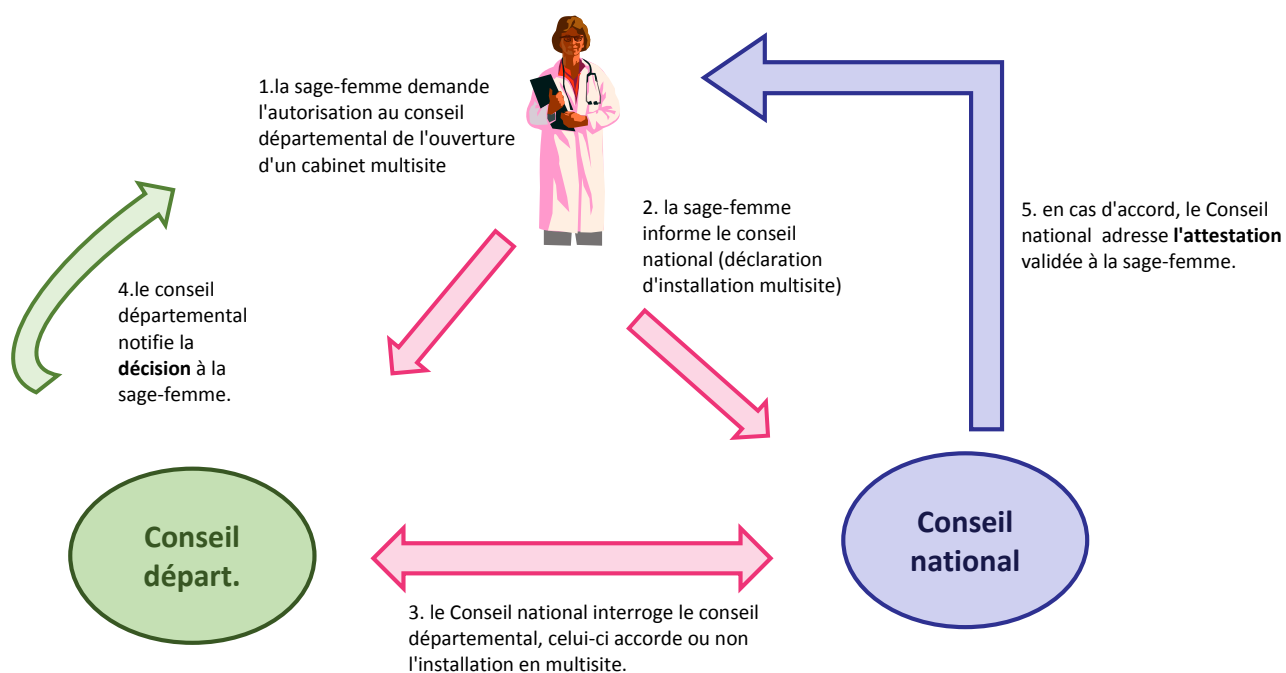 1.la sage-femme demande
l'autorisation au conseil
départemental de l'ouverture
d'un cabinet multisite
2. la sage-femme
informe le conseil
national (déclaration
d'installation multisite)
5. en cas d'accord, le Conseil
national adresse l'attestation
validée à la sage-femme.
4.le conseil
départemental
notifie la
décision à la
sage-femme.
Conseil
départ.
Conseil
national
3. le Conseil national interroge le conseil
départemental, celui-ci accorde ou non
l'installation en multisite.